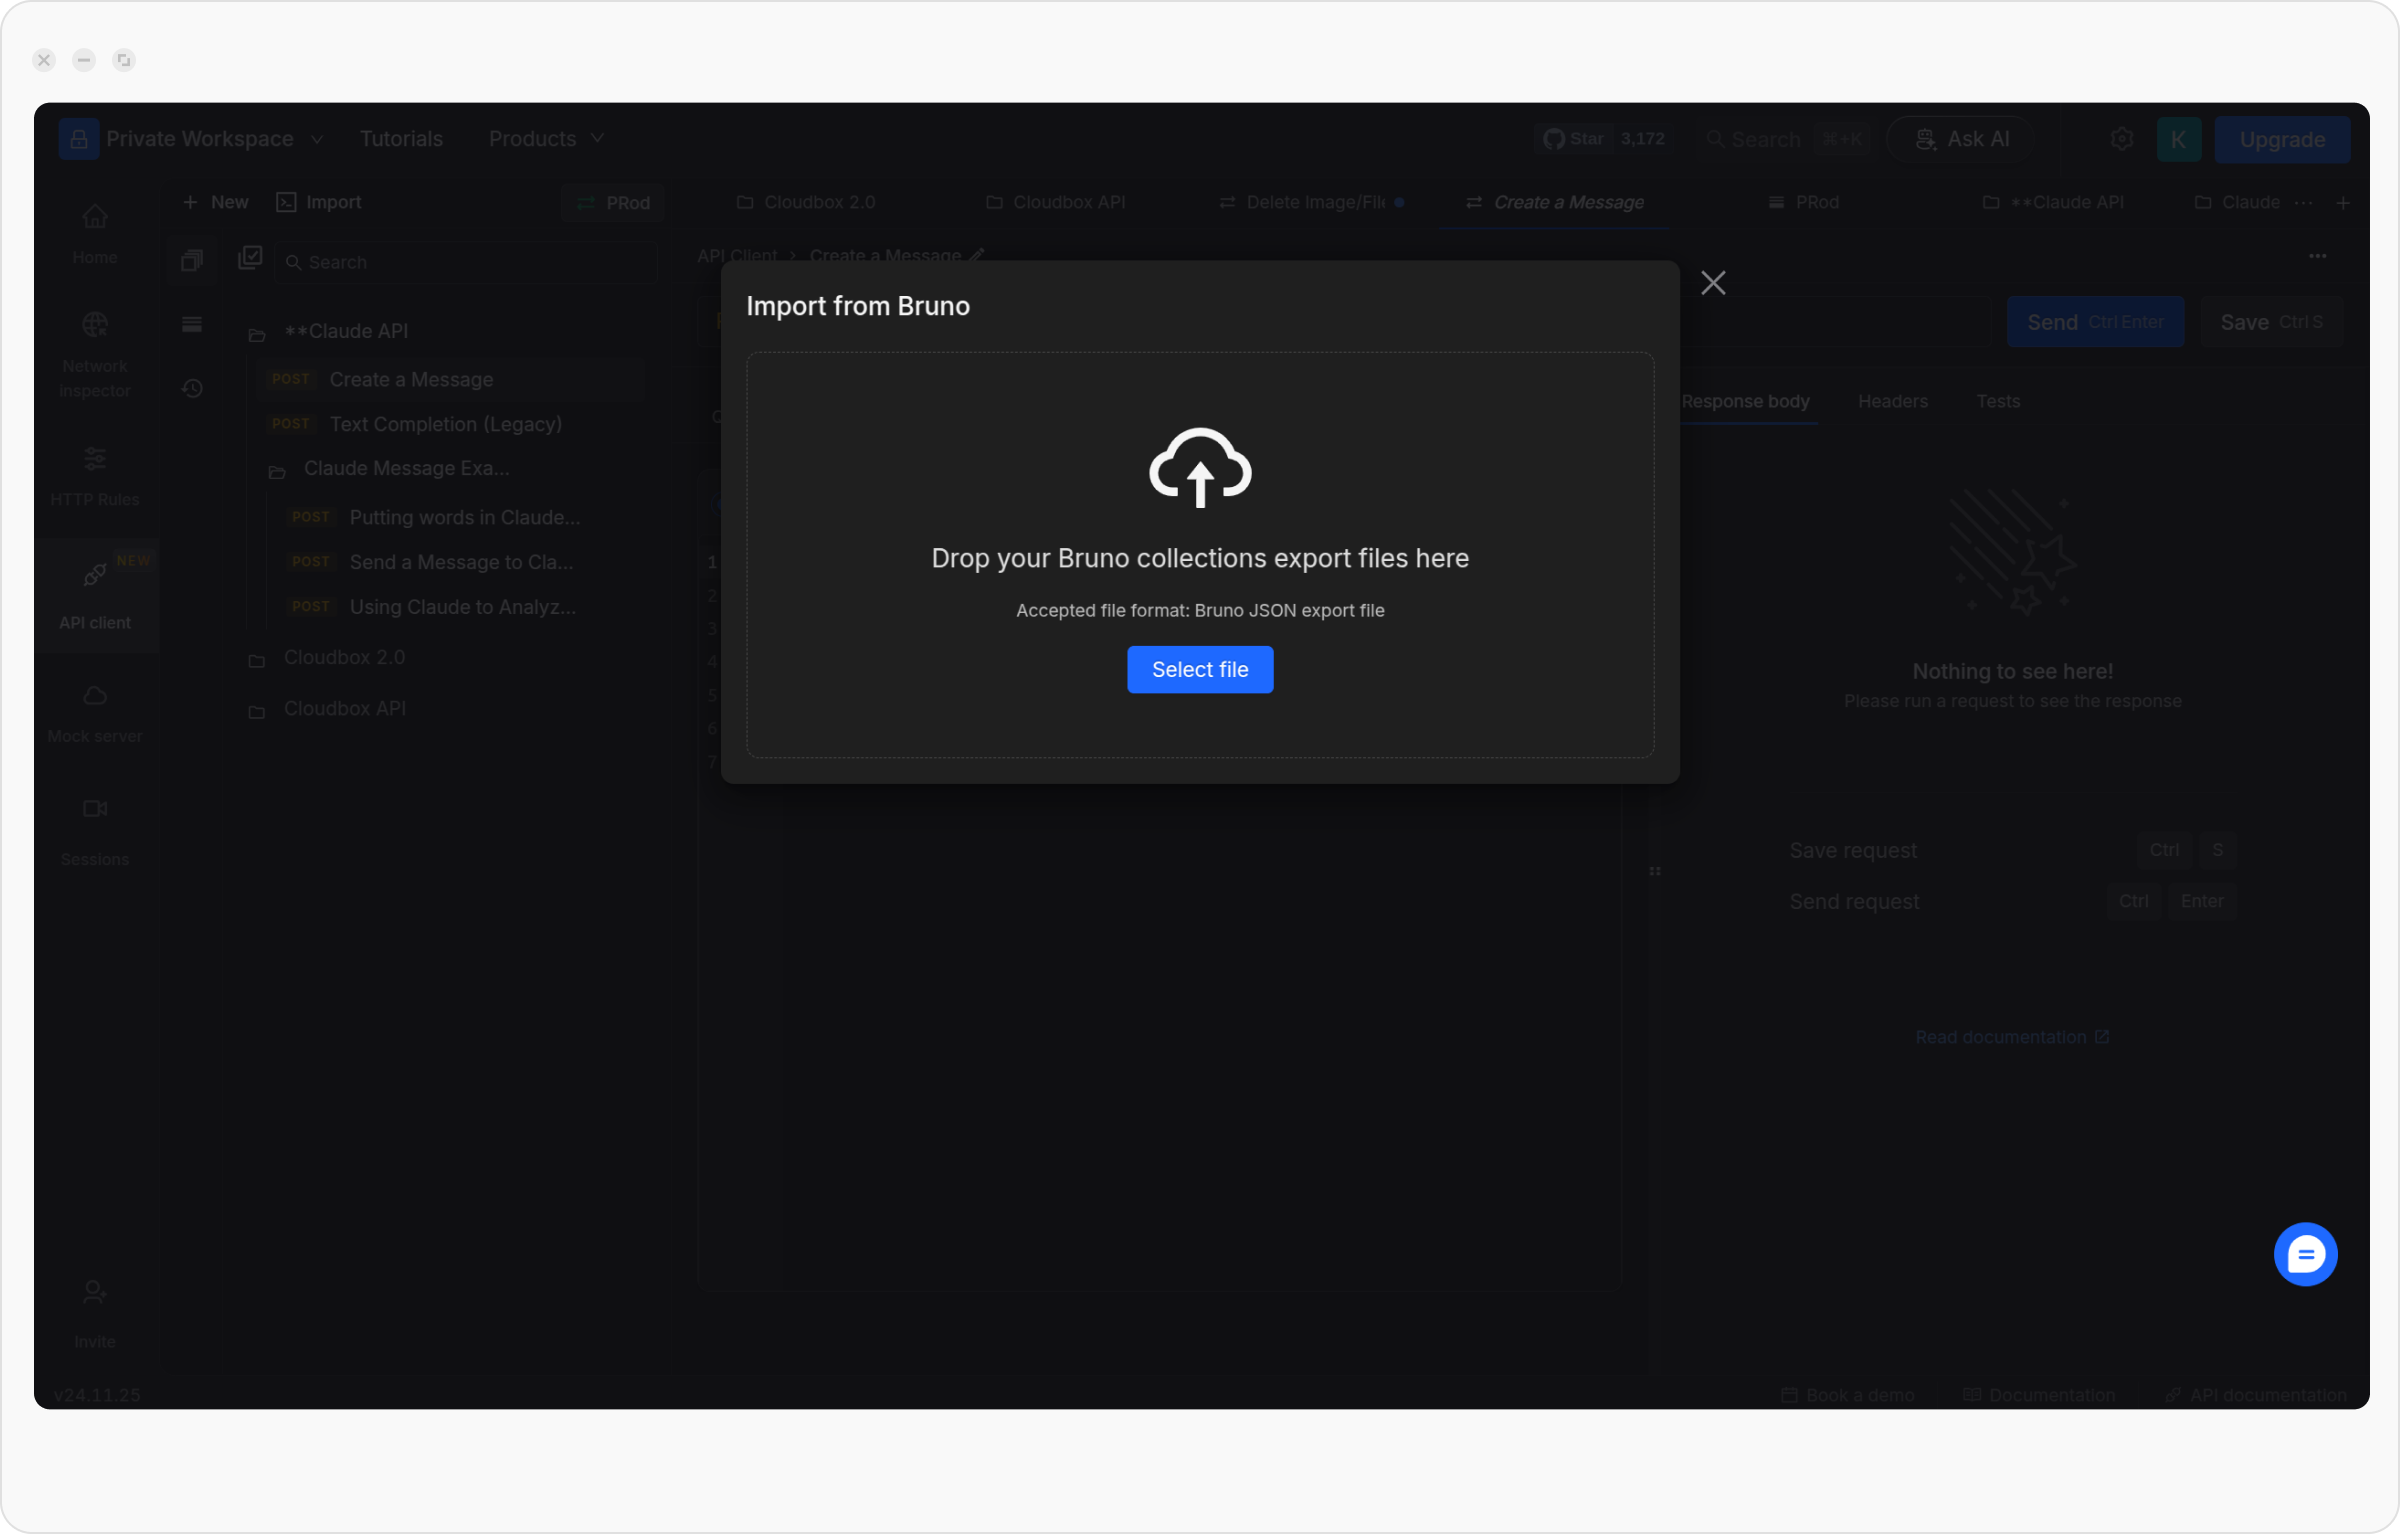 Private Workspace
Tutorials
Products
Star 3,172
Search ⌘+K
Ask AI
K
Upgrade
New
Import
PRod
Cloudbox 2.0
Cloudbox API
Delete Image/File
Create a Message
PRod
**Claude API
Claude
Home
Network
Inspector
HTTP Rules
NEW
API client
Mock server
Sessions
Invite
v24.11.25
Search
**Claude API
POST Create a Message
POST Text Completion (Legacy)
Claude Message Exa...
POST Putting words in Claude...
POST Send a Message to Cla...
POST Using Claude to Analyz...
Cloudbox 2.0
Cloudbox API
API Client > Create a Message
Send Ctrl Enter
Save Ctrl S
1
2
3
4
5
6
7
Import from Bruno
Drop your Bruno collections export files here
Accepted file format: Bruno JSON export file
Select file
Response body
Headers
Tests
Nothing to see here!
Please run a request to see the response
Save request Ctrl S
Send request Ctrl Enter
Read documentation
Book a demo
Documentation
API documentation